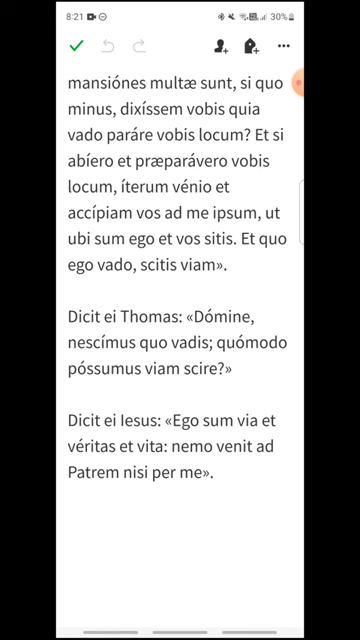 8:21
30%
mansiónes multæ sunt, si quo
minus, dixíssem vobis quia
vado paráre vobis locum? Et si
abíero et præparávero vobis
locum, íterum vénio et
accípiam vos ad me ipsum, ut
ubi sum ego et vos sitis. Et quo
ego vado, scitis viam».
Dicit ei Thomas: «Dómine,
nescímus quo vadis; quómodo
póssumus viam scire?»
Dicit ei Iesus: «Ego sum via et
véritas et vita: nemo venit ad
Patrem nisi per me».